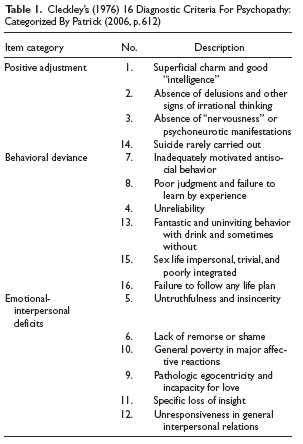 Table 1. Cleckley's (1976) 16 Diagnostic Criteria For Psychopathy:
Categorized By Patrick (2006, p. 612)
Item category No. Description
Positive adjustment 1. Superficial charm and good
"intelligence"
2. Absence of delusions and other
signs of irrational thinking
3. Absence of "nervousness" or
psychoneurotic manifestations
14. Suicide rarely carried out
Behavioral deviance 7. Inadequately motivated antiso-
cial behavior
8. Poor judgment and failure to
learn by experience
4. Unreliability
13. Fantastic and uninviting behavior
with drink and sometimes
without
15. Sex life impersonal, trivial, and
poorly integrated
16. Failure to follow any life plan
Emotional- 5. Untruthfulness and insincerity
interpersonal
deficits
6. Lack of remorse or shame
10. General poverty in major affec-
tive reactions
9. Pathologic egocentricity and
incapacity for love
11. Specific loss of insight
12. Unresponsiveness in general
interpersonal relations